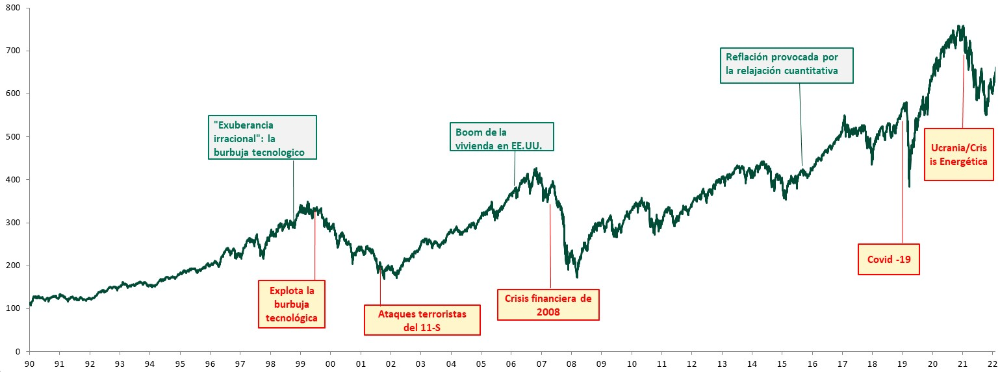 800
700
600
500
400
300
200
100
0
"Exuberancia
irracional": la
burbuja tecnologico
Boom de la
vivienda en EE.UU.
Reflación provocada por
la relajación cuantitativa
Explota la
burbuja
tecnológica
Ataques terroristas
del 11-S
Crisis financiera de
2008
Covid -19
Ucrania/Cris
is Energética
90 91 92 93 94 95 96 97 99 00 02 03 04 05 06 07 08 09 10 11 12 13 14 15 16 17 18 19 20 21 22